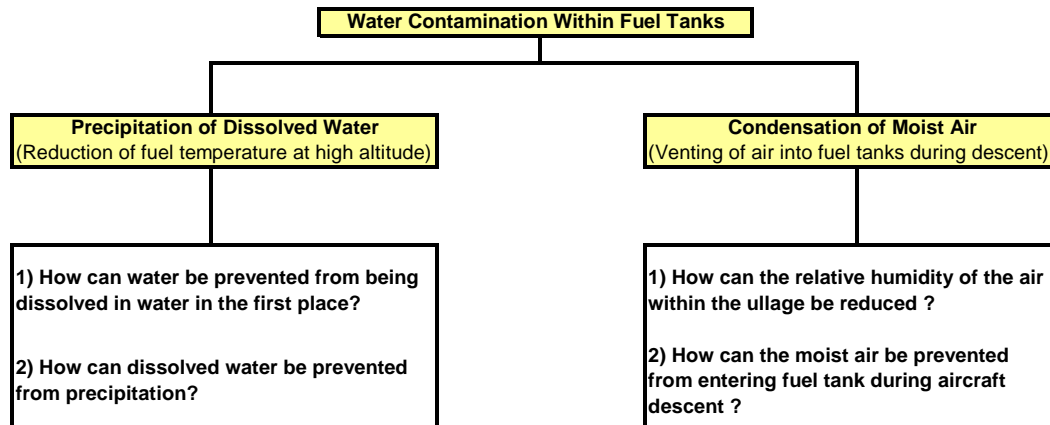 Water Contamination Within Fuel Tanks
Precipitation of Dissolved Water
(Reduction of fuel temperature at high altitude)
Condensation of Moist Air
(Venting of air into fuel tanks during descent)
1) How can water be prevented from being
dissolved in water in the first place?
2) How can dissolved water be prevented
from precipitation?
1) How can the relative humidity of the air
within the ullage be reduced ?
2) How can the moist air be prevented
from entering fuel tank during aircraft
descent ?